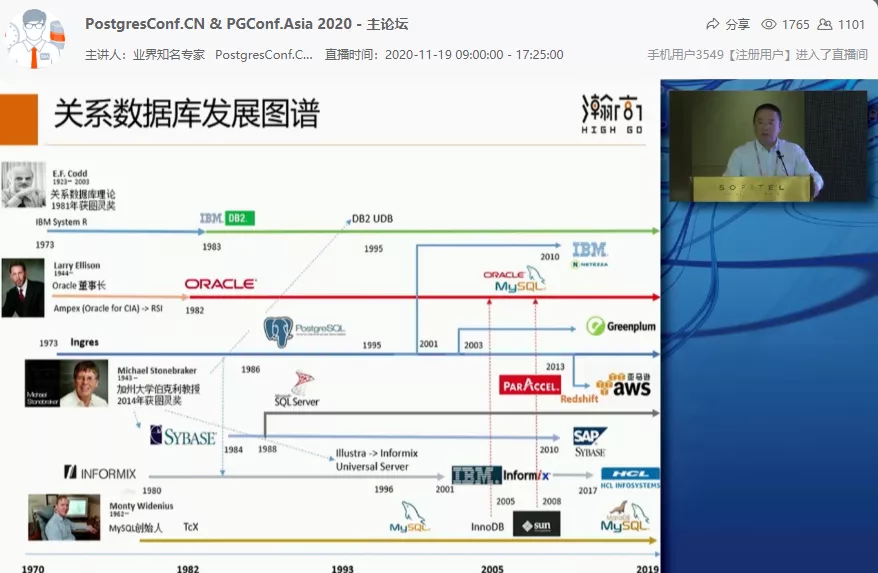 PostgresConf.CN & PGConf.Asia 2020 - 主论坛
分享 1765 1101
主讲人：业界知名专家 PostgresConf.C... 直播时间：2020-11-19 09:00:00 - 17:25:00
手机用户3549【注册用户】进入了直播间
关系数据库发展图谱
瀚高
HIGH GO
SOFITEL
E.F. Codd
1923- 2003
关系数据库理论
1981年获图灵奖
IBM System R
IBM. DB2.
DB2 UDB
1973
1983
1995
2010
IBM
NETEZZA
Larry Ellison
1944-
Oracle 董事长
ORACLE
ORACLE
MySQL
Ampex (Oracle for CIA) -> RSI
1982
PostgreSQL
Greenplum
1973
Ingres
1995
2001
2003
1986
2013
Michael Stonebraker
1943-
加州大学伯克利教授
2014年获图灵奖
Michael
Stonebraker
SQL Server
PARACCEL
亚马逊
aws
Redshift
SYBASE
1984
1988
2010
SAP
SYBASE
Illustra -> Informix
Universal Server
INFORMIX
IBM. Informix
HCL
HCL INFOSYSTEMS
1980
1996
2001
2005
2008
2017
Monty Widenius
1962-
MySQL创始人
TcX
MySQL
InnoDB
sun
MariaDB
MySQL
1970
1982
1993
2005
2019